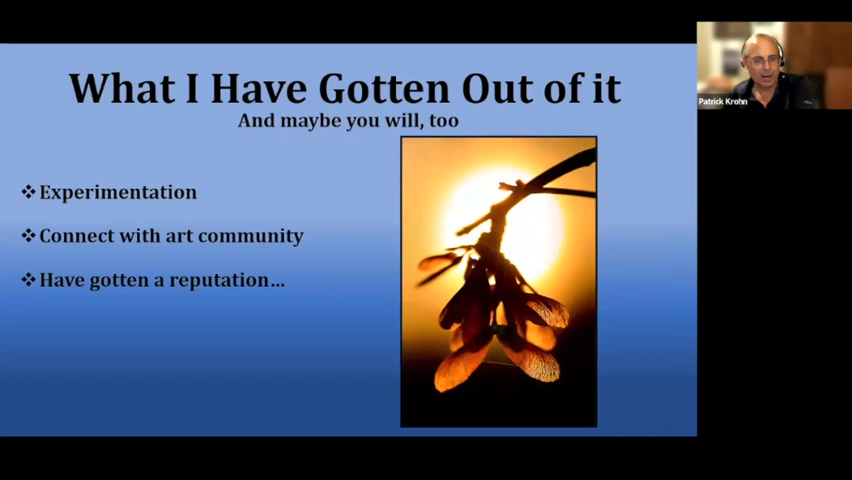 What I Have Gotten Out of it
And maybe you will, too
❖Experimentation
❖Connect with art community
❖Have gotten a reputation...
Patrick Krohn